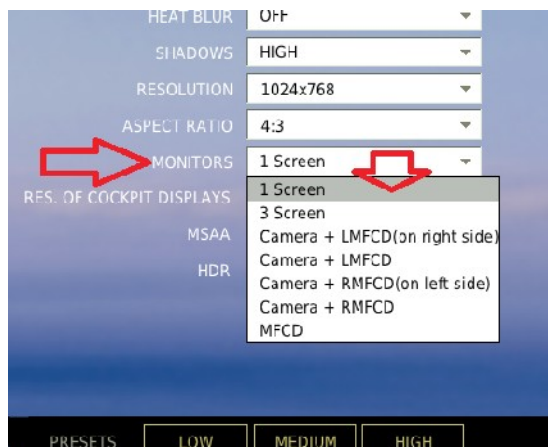 HEAT BLUR OFF
SHADOWS HIGH
RESOLUTION 1024x768
ASPECT RATIO 4:3
MONITORS 1 Screen
RES. OF COCKPIT DISPLAYS
1 Screen
3 Screen
MSAA
Camera + LMFCD(on right side)
Camera + LMFCD
HDR
Camera + RMFCD(on left side)
Camera + RMFCD
MFCD
PRESETS LOW MEDIUM HIGH